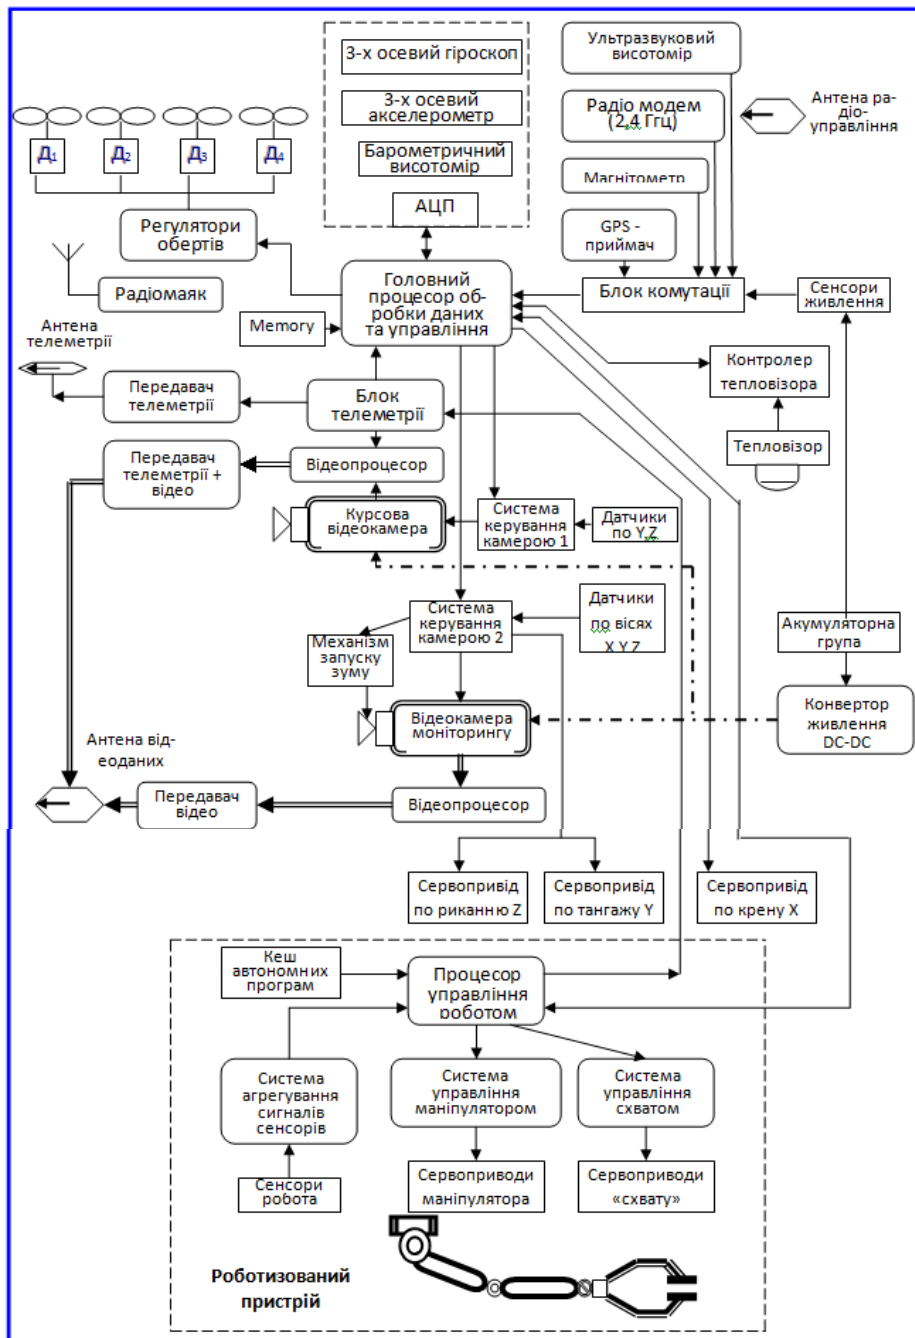 3-х осевий гіроскоп
3-х осевий
акселерометр
Барометричний
висотомір
АЦП
Ультразвуковий
висотомір
Радіо модем
(2,4 Ггц)
Магнітометр
GPS -
приймач
Антена ра-
діо-
управління
Д1
Д2
Д3
Д4
Регулятори
обертів
Радіомаяк
Головний
процесор об-
робки даних
та управління
Memory
Блок комутації
Сенсори
живлення
Антена
телеметрії
Передавач
телеметрії
Блок
телеметрії
Контролер
тепловізора
Тепловізор
Передавач
телеметрії +
відео
Відеопроцесор
Курсова
відеокамера
Система
керування
камерою 1
Датчики
по Y,Z
Система
керування
камерою 2
Датчики
по вісях
X,Y,Z
Механізм
запуску
зуму
Акумуляторна
група
Відеокамера
моніторингу
Конвертор
живлення
DC-DC
Антена від-
еоданих
Передавач
відео
Відеопроцесор
Сервопривід
по риканню Z
Сервопривід
по тангажу Y
Сервопривід
по крену X
Кеш
автономних
програм
Процесор
управління
роботом
Система
агрегування
сигналів
сенсорів
Система
управління
маніпулятором
Система
управління
схватом
Сенсори
робота
Сервоприводи
маніпулятора
Сервоприводи
«схвату»
Роботизований
пристрій